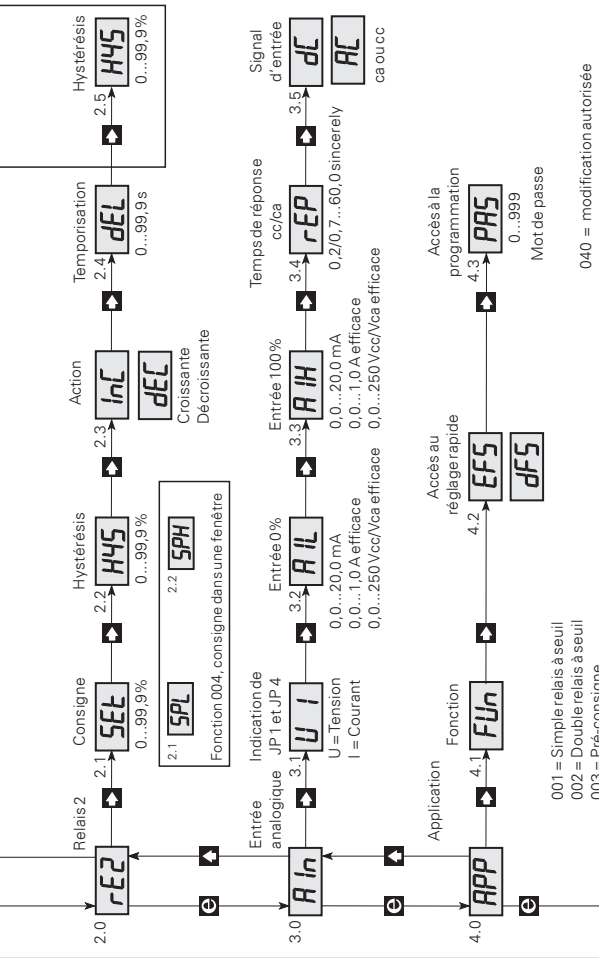 2.0
rE2
Relais 2
2.1
Consigne
SEt
0...99,9%
2.2
Hystérésis
HYS
0...99,9%
2.3
Action
InC
dEC
Croissante
Décroissante
2.4
Temporisation
dEL
0...99,9s
2.5
Hystérésis
HYS
0...99,9%
2.1
SPL
2.2
SPH
Fonction 004, consigne dans une fenêtre
e
3.0
A In
Entrée
analogique
3.1
Indication de
JP1 et JP4
U I
U = Tension
I = Courant
3.2
Entrée 0%
A IL
0,0...20,0 mA
0,0...1,0 A efficace
0,0...250 Vcc/Vca efficace
3.3
Entrée 100%
A IH
0,0...20,0 mA
0,0...1,0 A efficace
0,0...250 Vcc/Vca efficace
3.4
Temps de réponse
cc/ca
rEP
0,2/0,7...60,0 sincerely
3.5
Signal
d'entrée
dC
AC
ca ou cc
e
4.0
APP
Application
4.1
Fonction
FUn
001 = Simple relais à seuil
002 = Double relais à seuil
003 = Pré-consigne
4.2
Accès au
réglage rapide
EFS
dFS
4.3
Accès à la
programmation
PAS
0...999
Mot de passe
040 = modification autorisée
e